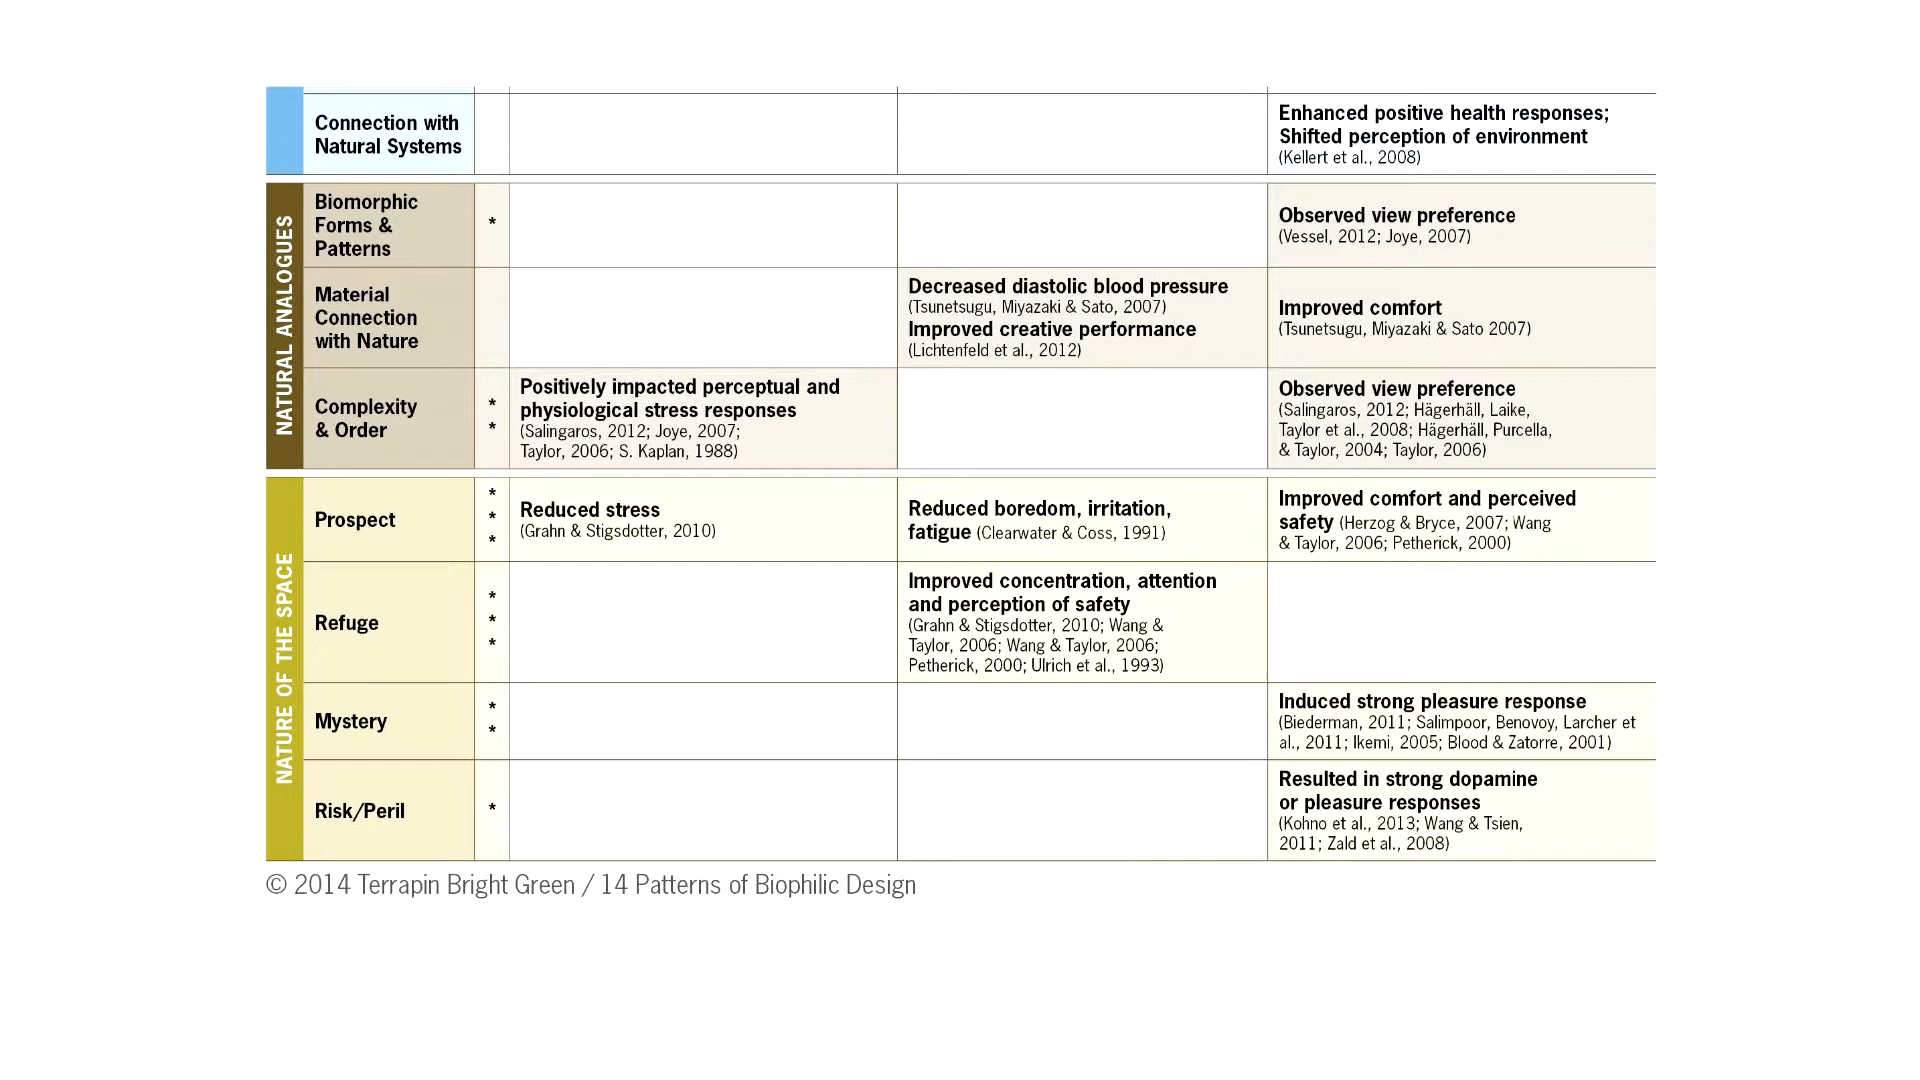 Connection with
Natural Systems
Enhanced positive health responses;
Shifted perception of environment
(Kellert et al., 2008)
NATURAL ANALOGUES
Biomorphic
Forms &
Patterns
*
Observed view preference
(Vessel, 2012; Joye, 2007)
Material
Connection
with Nature
Decreased diastolic blood pressure
(Tsunetsugu, Miyazaki & Sato, 2007)
Improved creative performance
(Lichtenfeld et al., 2012)
Improved comfort
(Tsunetsugu, Miyazaki & Sato 2007)
Complexity
& Order
*
*
Positively impacted perceptual and
physiological stress responses
(Salingaros, 2012; Joye, 2007;
Taylor, 2006; S. Kaplan, 1988)
Observed view preference
(Salingaros, 2012; Hägerhäll, Laike,
Taylor et al., 2008; Hägerhäll, Purcella,
& Taylor, 2004; Taylor, 2006)
NATURE OF THE SPACE
Prospect
*
*
*
Reduced stress
(Grahn & Stigsdotter, 2010)
Reduced boredom, irritation,
fatigue (Clearwater & Coss, 1991)
Improved comfort and perceived
safety (Herzog & Bryce, 2007; Wang
& Taylor, 2006; Petherick, 2000)
Refuge
*
*
*
Improved concentration, attention
and perception of safety
(Grahn & Stigsdotter, 2010; Wang &
Taylor, 2006; Wang & Taylor, 2006;
Petherick, 2000; Ulrich et al., 1993)
Mystery
*
*
Induced strong pleasure response
(Biederman, 2011; Salimpoor, Benovoy, Larcher et
al., 2011; Ikemi, 2005; Blood & Zatorre, 2001)
Risk/Peril
*
Resulted in strong dopamine
or pleasure responses
(Kohno et al., 2013; Wang & Tsien,
2011; Zald et al., 2008)
© 2014 Terrapin Bright Green / 14 Patterns of Biophilic Design